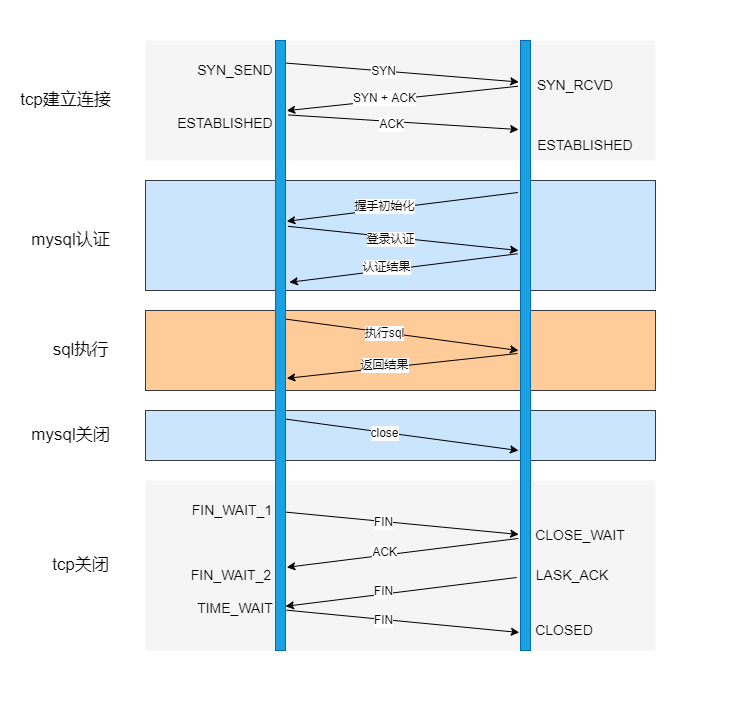 tcp建立连接
SYN_SEND
SYN
SYN_RCVD
SYN + ACK
ESTABLISHED
ACK
ESTABLISHED
mysql认证
握手初始化
登录认证
认证结果
sql执行
执行sql
返回结果
mysql关闭
close
tcp关闭
FIN_WAIT_1
FIN
CLOSE_WAIT
ACK
FIN_WAIT_2
LASK_ACK
FIN
TIME_WAIT
FIN
CLOSED